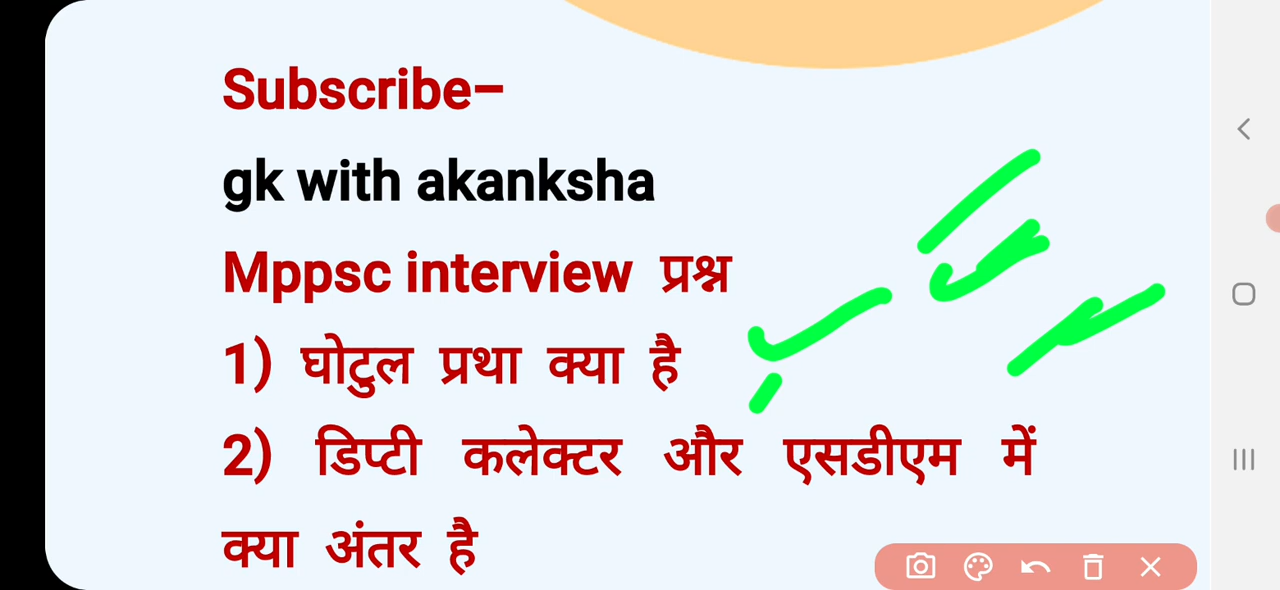 Subscribe–
gk with akanksha
Mppsc interview प्रश्न
1) घोटुल प्रथा क्या है
2) डिप्टी कलेक्टर और एसडीएम में
क्या अंतर है